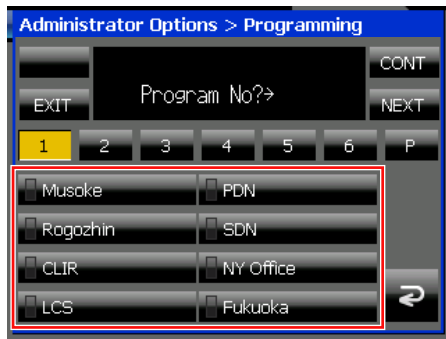 Administrator Options > Programming
CONT
EXIT
Program No?→
NEXT
1 2 3 4 5 6 P
Musoke PDN
Rogozhin SDN
CLIR NY Office
LCS Fukuoka